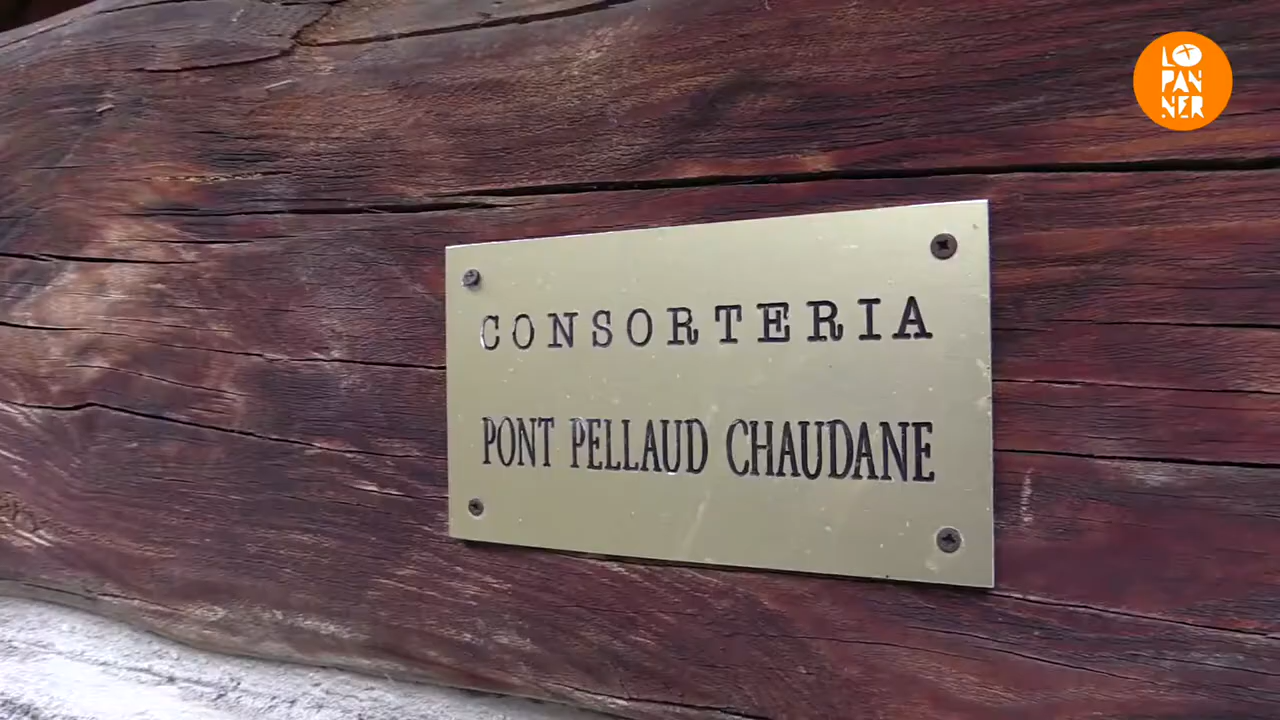 LO
PAN
NER
CONSORTERIA
PONT PELLAUD CHAUDANE